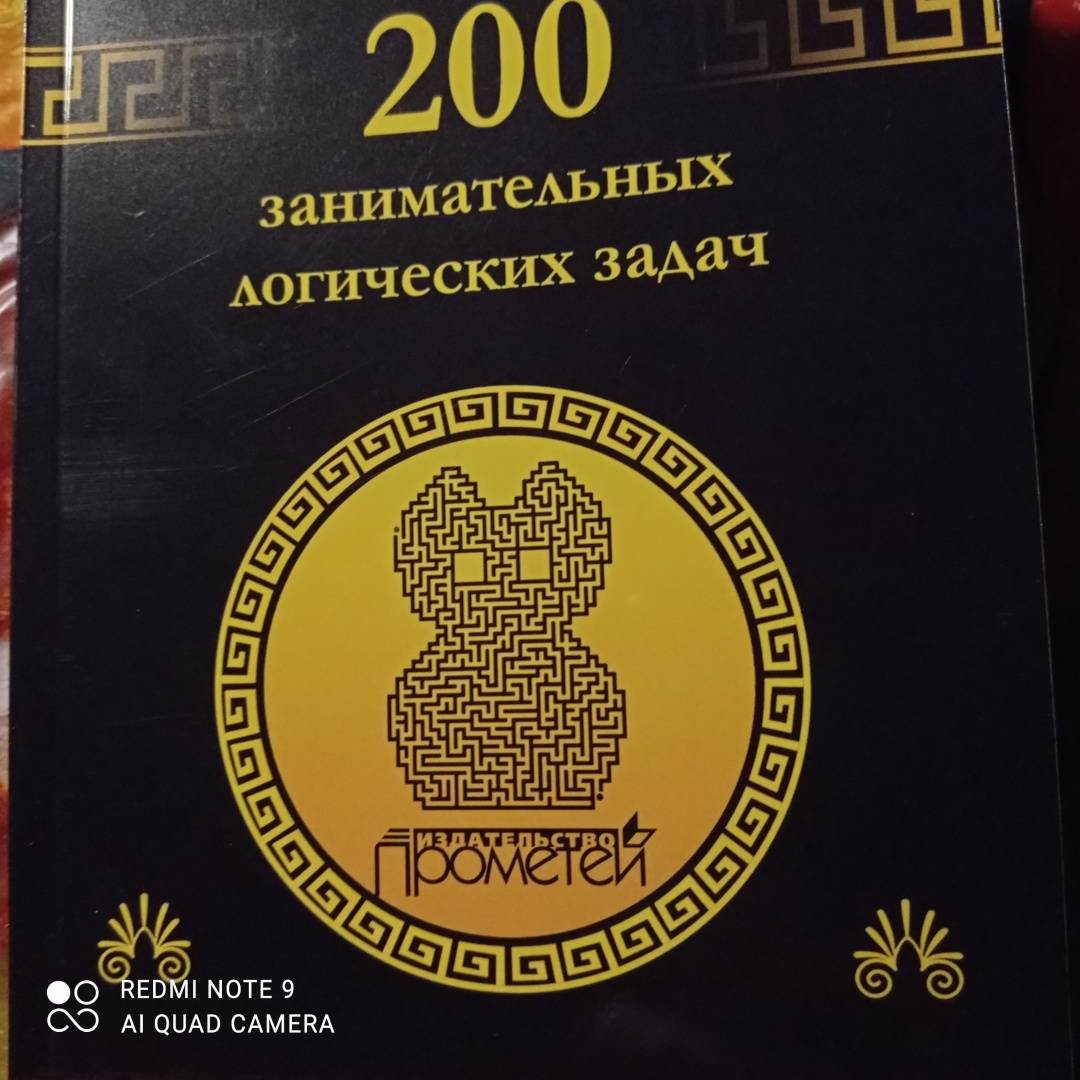 200
занимательных
логических задач
ИЗДАТЕЛЬСТВО
Прометей
REDMI NOTE 9
AI QUAD CAMERA